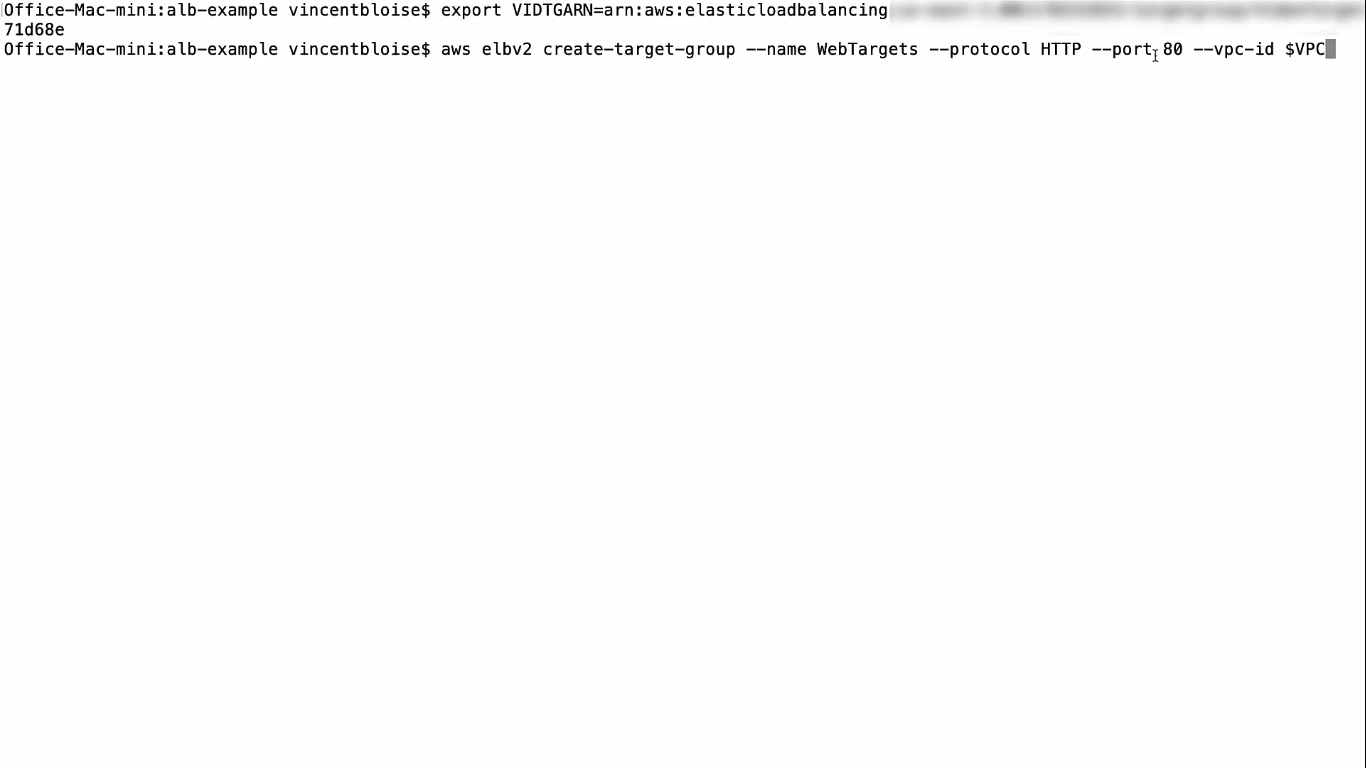 Office-Mac-mini:alb-example vincentbloise$ export VIDTGARN=arn:aws:elasticloadbalancing
71d68e
Office-Mac-mini:alb-example vincentbloise$ aws elbv2 create-target-group --name WebTargets --protocol HTTP --port 80 --vpc-id $VPC